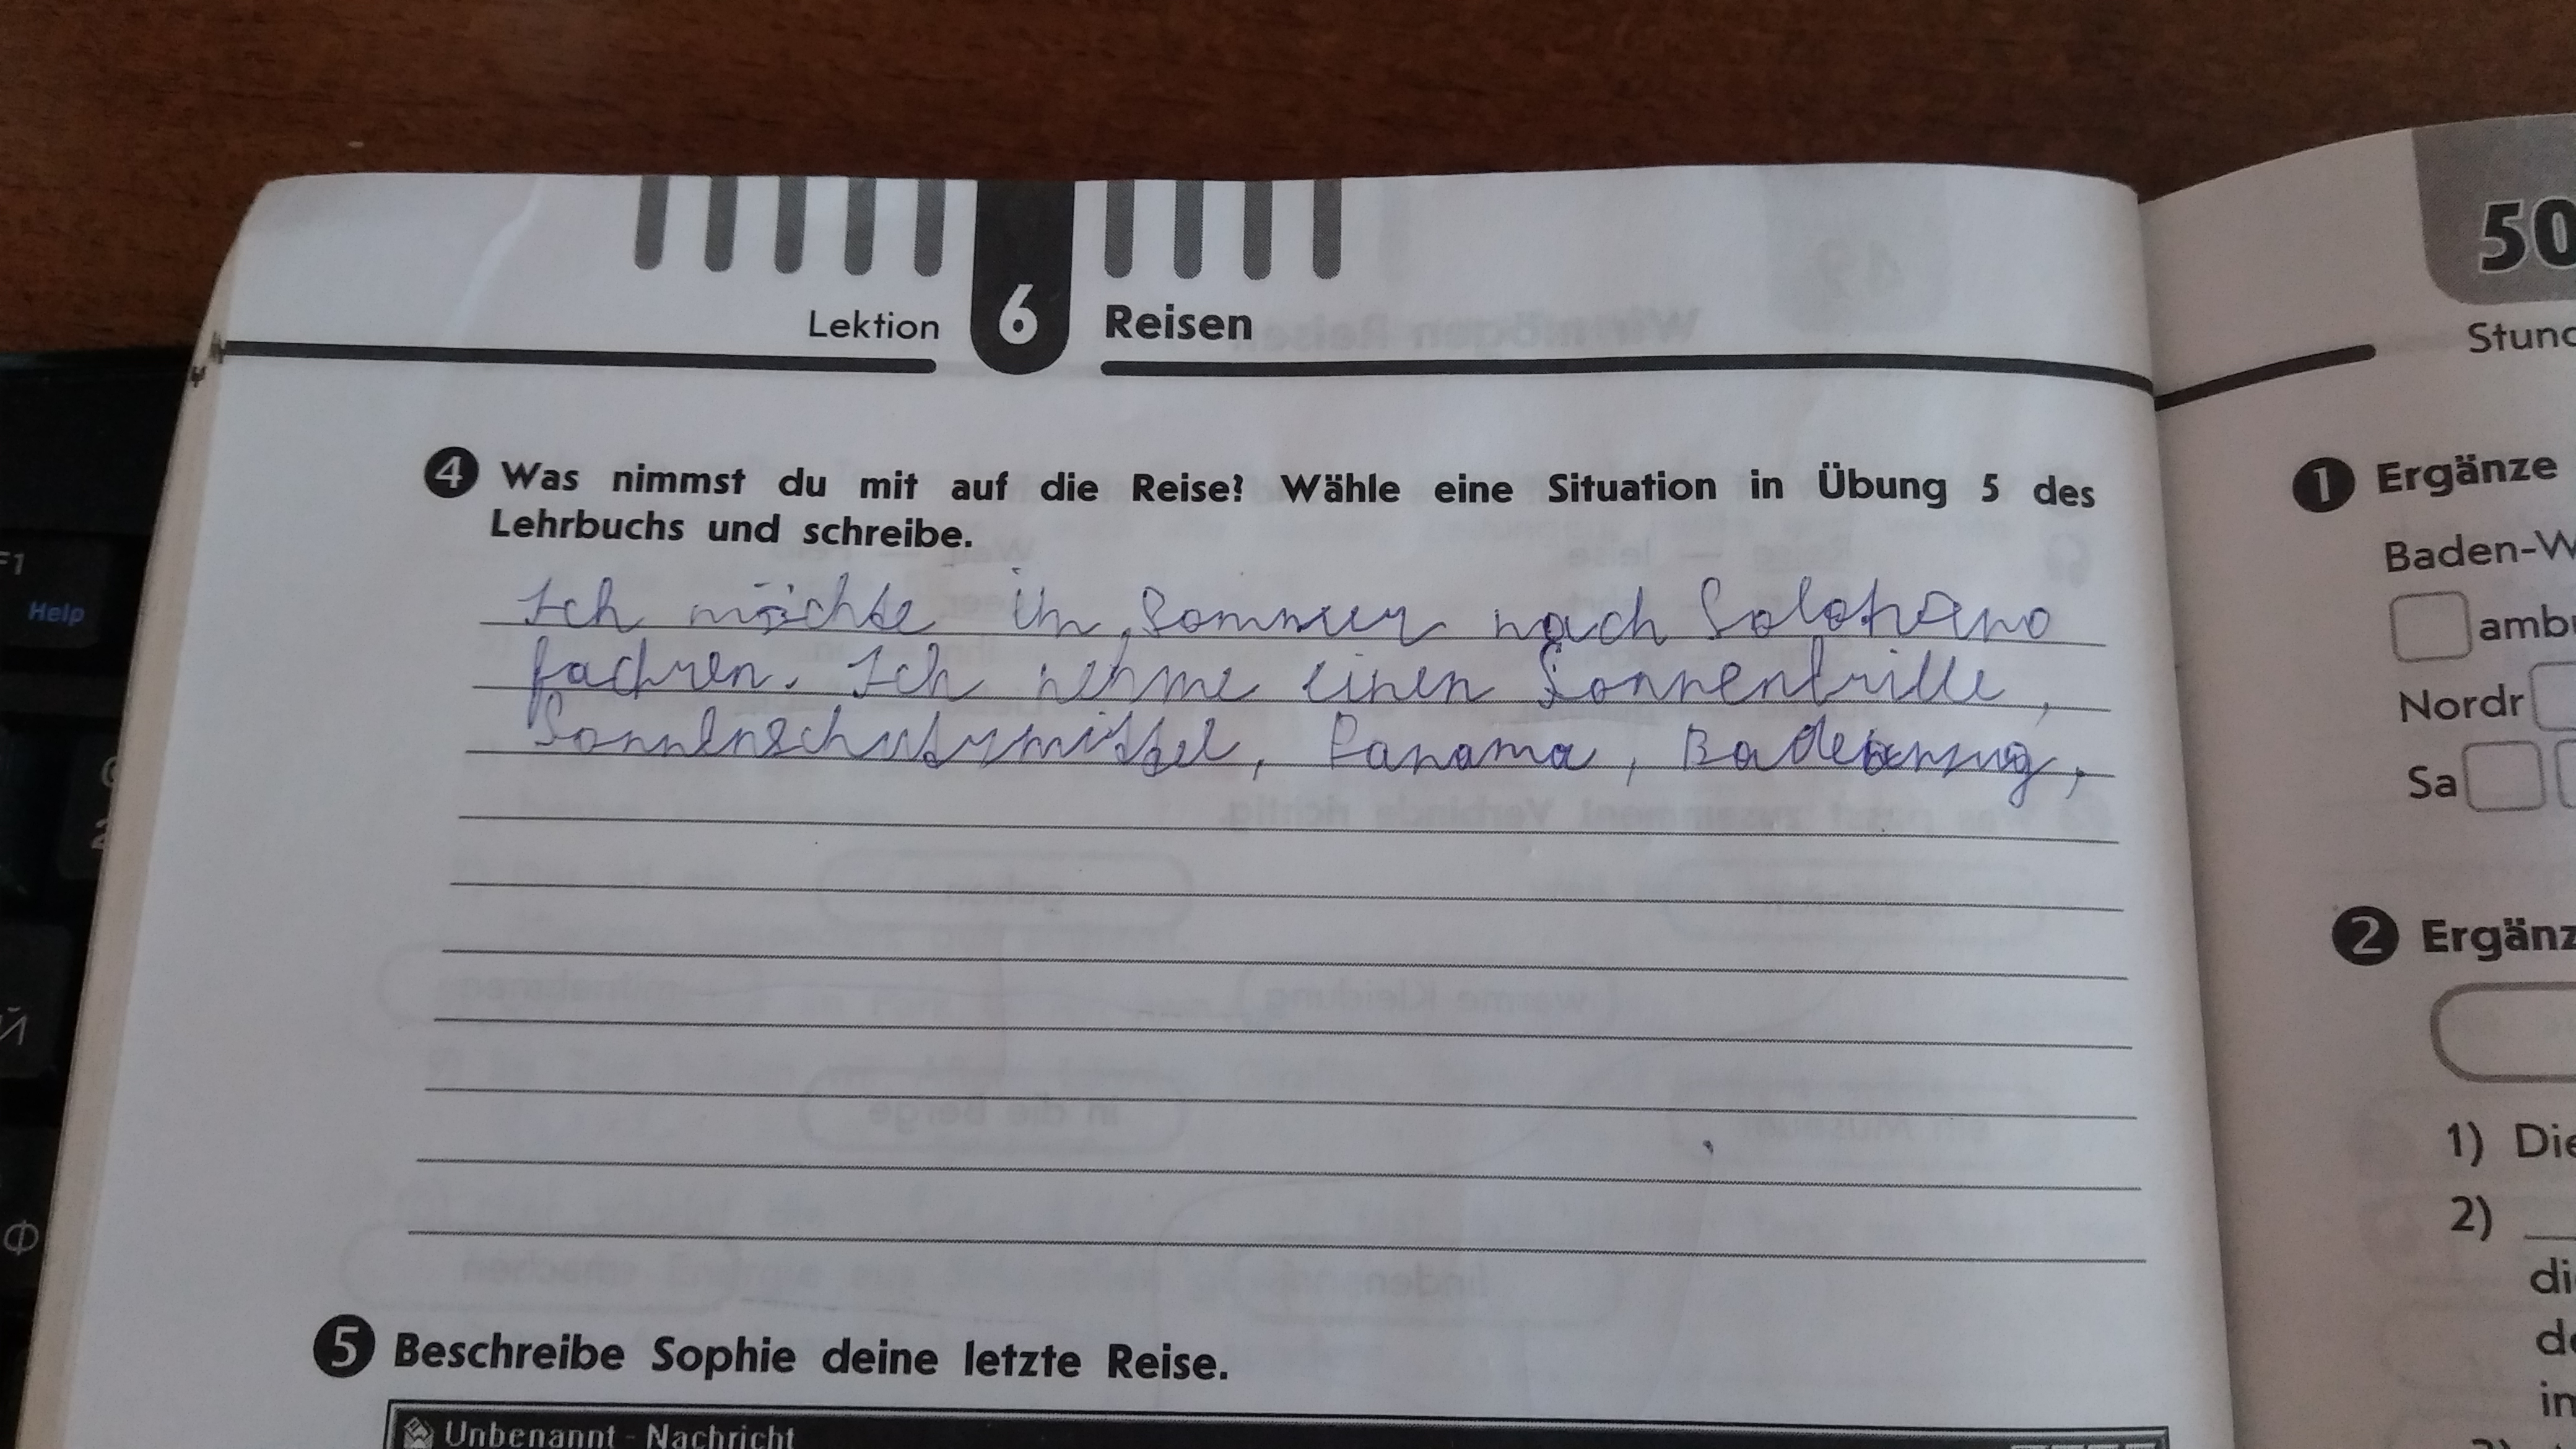 50
Lektion 6 Reisen
Stund
4 Was nimmst du mit auf die Reise? Wähle eine Situation in Übung 5 des
Lehrbuchs und schreibe.
Ich möchte im Sommer nach
fachren. Ich nehme einen Sonnenbrille,
Sonnenschutzmittel, Panama, Badeanzug,
5 Beschreibe Sophie deine letzte Reise.
Unbenannt - Nachricht
1 Ergänze
Baden-W
ambu
Nordr
Sa
2 Ergänz
1) Die
2)
di
de
in
F1
Help
Й
Ф